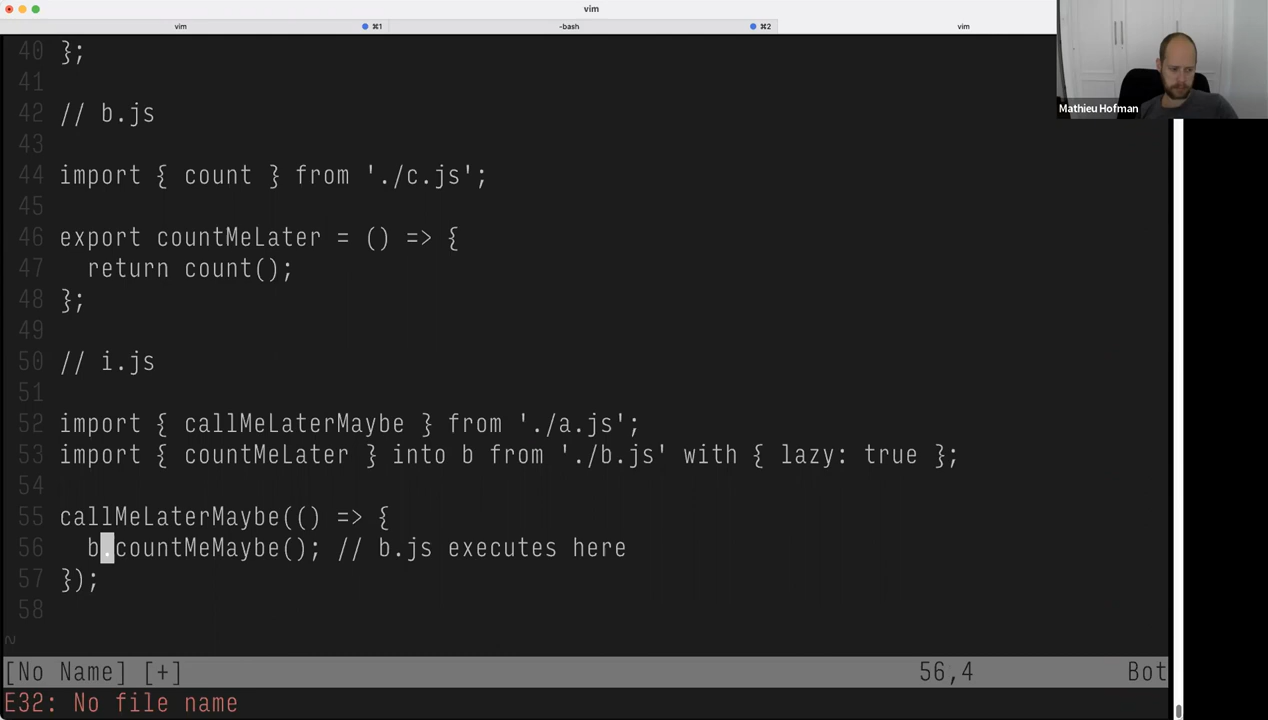 vim
vim ⌘1 -bash ⌘2 vim
Mathieu Hofman
40 };
41
42 // b.js
43
44 import { count } from './c.js';
45
46 export countMeLater = () => {
47   return count();
48 };
49
50 // i.js
51
52 import { callMeLaterMaybe } from './a.js';
53 import { countMeLater } into b from './b.js' with { lazy: true };
54
55 callMeLaterMaybe(() => {
56   b.countMeMaybe(); // b.js executes here
57 });
58
~
[No Name] [+] 56,4 Bot
E32: No file name